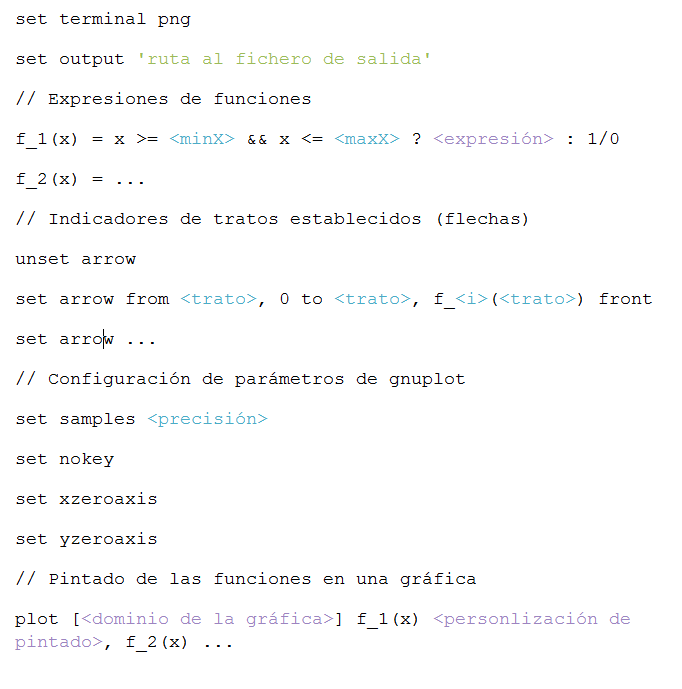 set terminal png
set output 'ruta al fichero de salida'
// Expresiones de funciones
f_1(x) = x >= <minX> && x <= <maxX> ? <expresión> : 1/0
f_2(x) = ...
// Indicadores de tratos establecidos (flechas)
unset arrow
set arrow from <trato>, 0 to <trato>, f_<i>(<trato>) front
set arrow ...
// Configuración de parámetros de gnuplot
set samples <precisión>
set nokey
set xzeroaxis
set yzeroaxis
// Pintado de las funciones en una gráfica
plot [<dominio de la gráfica>] f_1(x) <personlización de
pintado>, f_2(x) ...